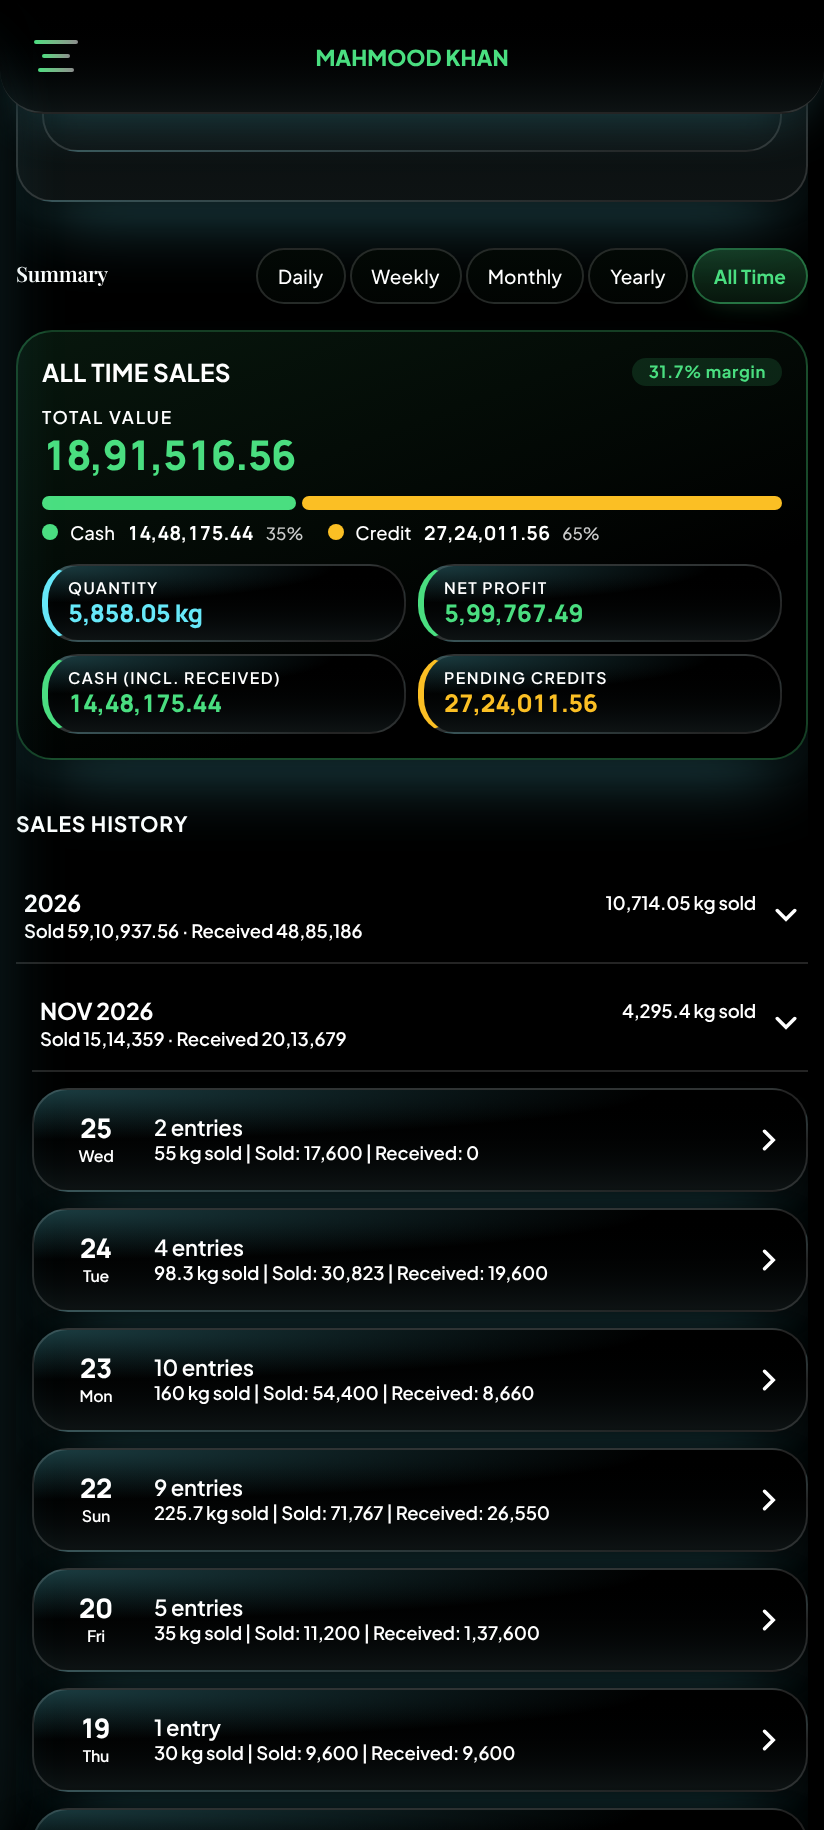 MAHMOOD KHAN
Summary
Daily
Weekly
Monthly
Yearly
All Time
ALL TIME SALES
31.7% margin
TOTAL VALUE
18,91,516.56
Cash 14,48,175.44 35%
Credit 27,24,011.56 65%
QUANTITY
5,858.05 kg
NET PROFIT
5,99,767.49
CASH (INCL. RECEIVED)
14,48,175.44
PENDING CREDITS
27,24,011.56
SALES HISTORY
2026
10,714.05 kg sold
Sold 59,10,937.56 · Received 48,85,186
NOV 2026
4,295.4 kg sold
Sold 15,14,359 · Received 20,13,679
25
Wed
2 entries
55 kg sold | Sold: 17,600 | Received: 0
24
Tue
4 entries
98.3 kg sold | Sold: 30,823 | Received: 19,600
23
Mon
10 entries
160 kg sold | Sold: 54,400 | Received: 8,660
22
Sun
9 entries
225.7 kg sold | Sold: 71,767 | Received: 26,550
20
Fri
5 entries
35 kg sold | Sold: 11,200 | Received: 1,37,600
19
Thu
1 entry
30 kg sold | Sold: 9,600 | Received: 9,600